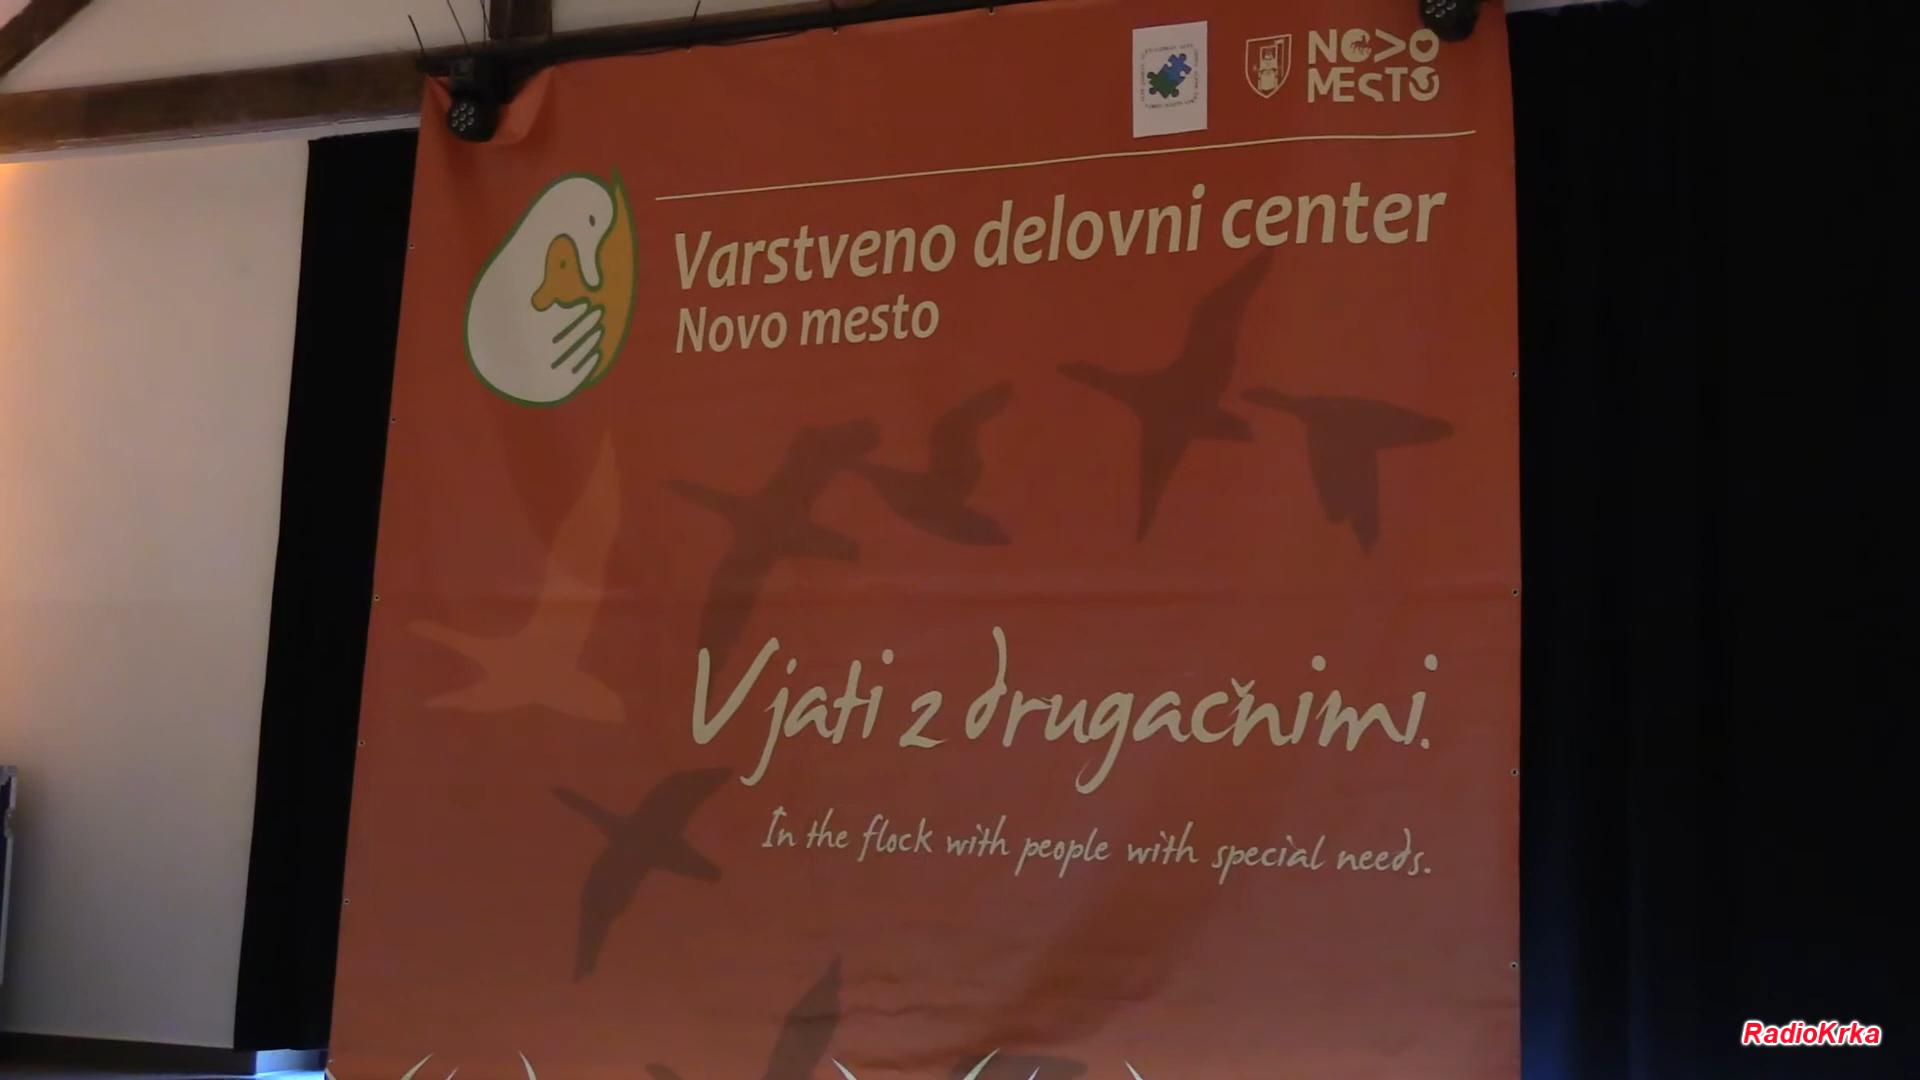 NOVO
MESTO
Varstveno delovni center
Novo mesto
V jati z drugačnimi.
In the flock with people with special needs.
RadioKrka